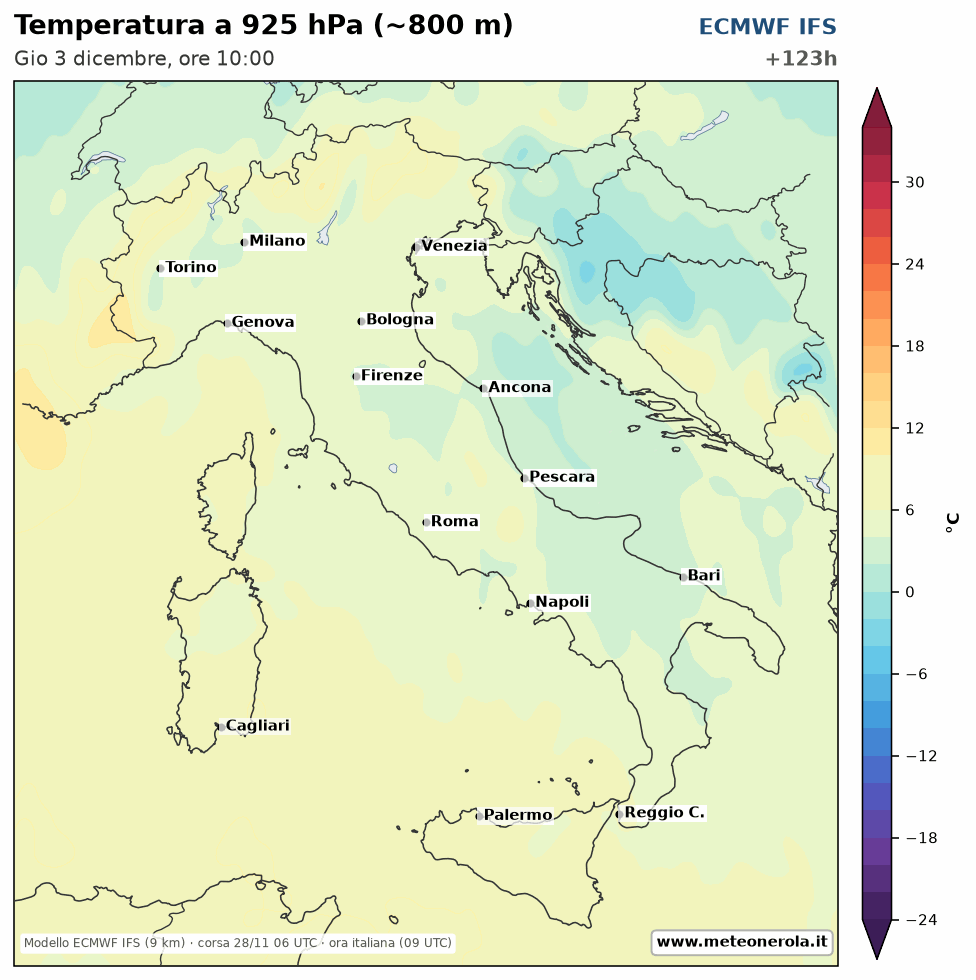 Temperatura a 925 hPa (~800 m)
ECMWF IFS
Gio 3 dicembre, ore 10:00
+123h
Milano
Venezia
Torino
Genova
Bologna
Firenze
Ancona
Pescara
Roma
Bari
Napoli
Cagliari
Palermo
Reggio C.
30
24
18
12
6
0
−6
−12
−18
−24
°C
Modello ECMWF IFS (9 km) · corsa 28/11 06 UTC · ora italiana (09 UTC)
www.meteonerola.it